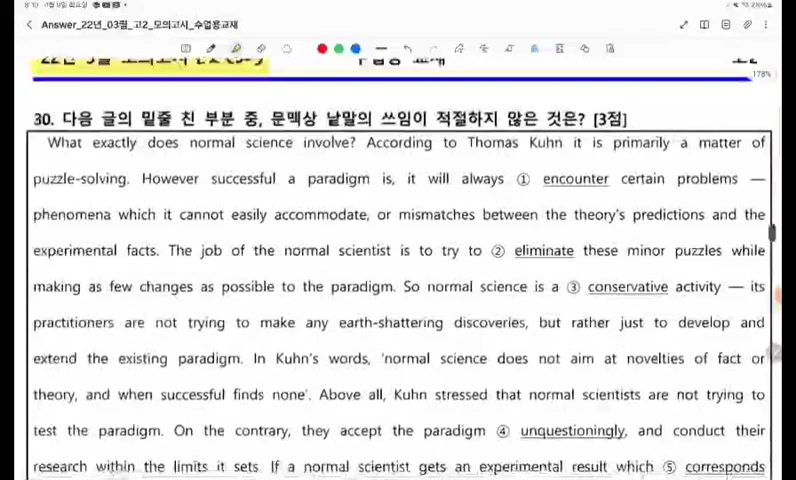 Answer_22년_03월_고2_모의고사_수업용교재
178%
30. 다음 글의 밑줄 친 부분 중, 문맥상 낱말의 쓰임이 적절하지 않은 것은? [3점]
What exactly does normal science involve? According to Thomas Kuhn it is primarily a matter of
puzzle-solving. However successful a paradigm is, it will always ① encounter certain problems —
phenomena which it cannot easily accommodate, or mismatches between the theory's predictions and the
experimental facts. The job of the normal scientist is to try to ② eliminate these minor puzzles while
making as few changes as possible to the paradigm. So normal science is a ③ conservative activity — its
practitioners are not trying to make any earth-shattering discoveries, but rather just to develop and
extend the existing paradigm. In Kuhn's words, 'normal science does not aim at novelties of fact or
theory, and when successful finds none'. Above all, Kuhn stressed that normal scientists are not trying to
test the paradigm. On the contrary, they accept the paradigm ④ unquestioningly, and conduct their
research within the limits it sets. If a normal scientist gets an experimental result which ⑤ corresponds